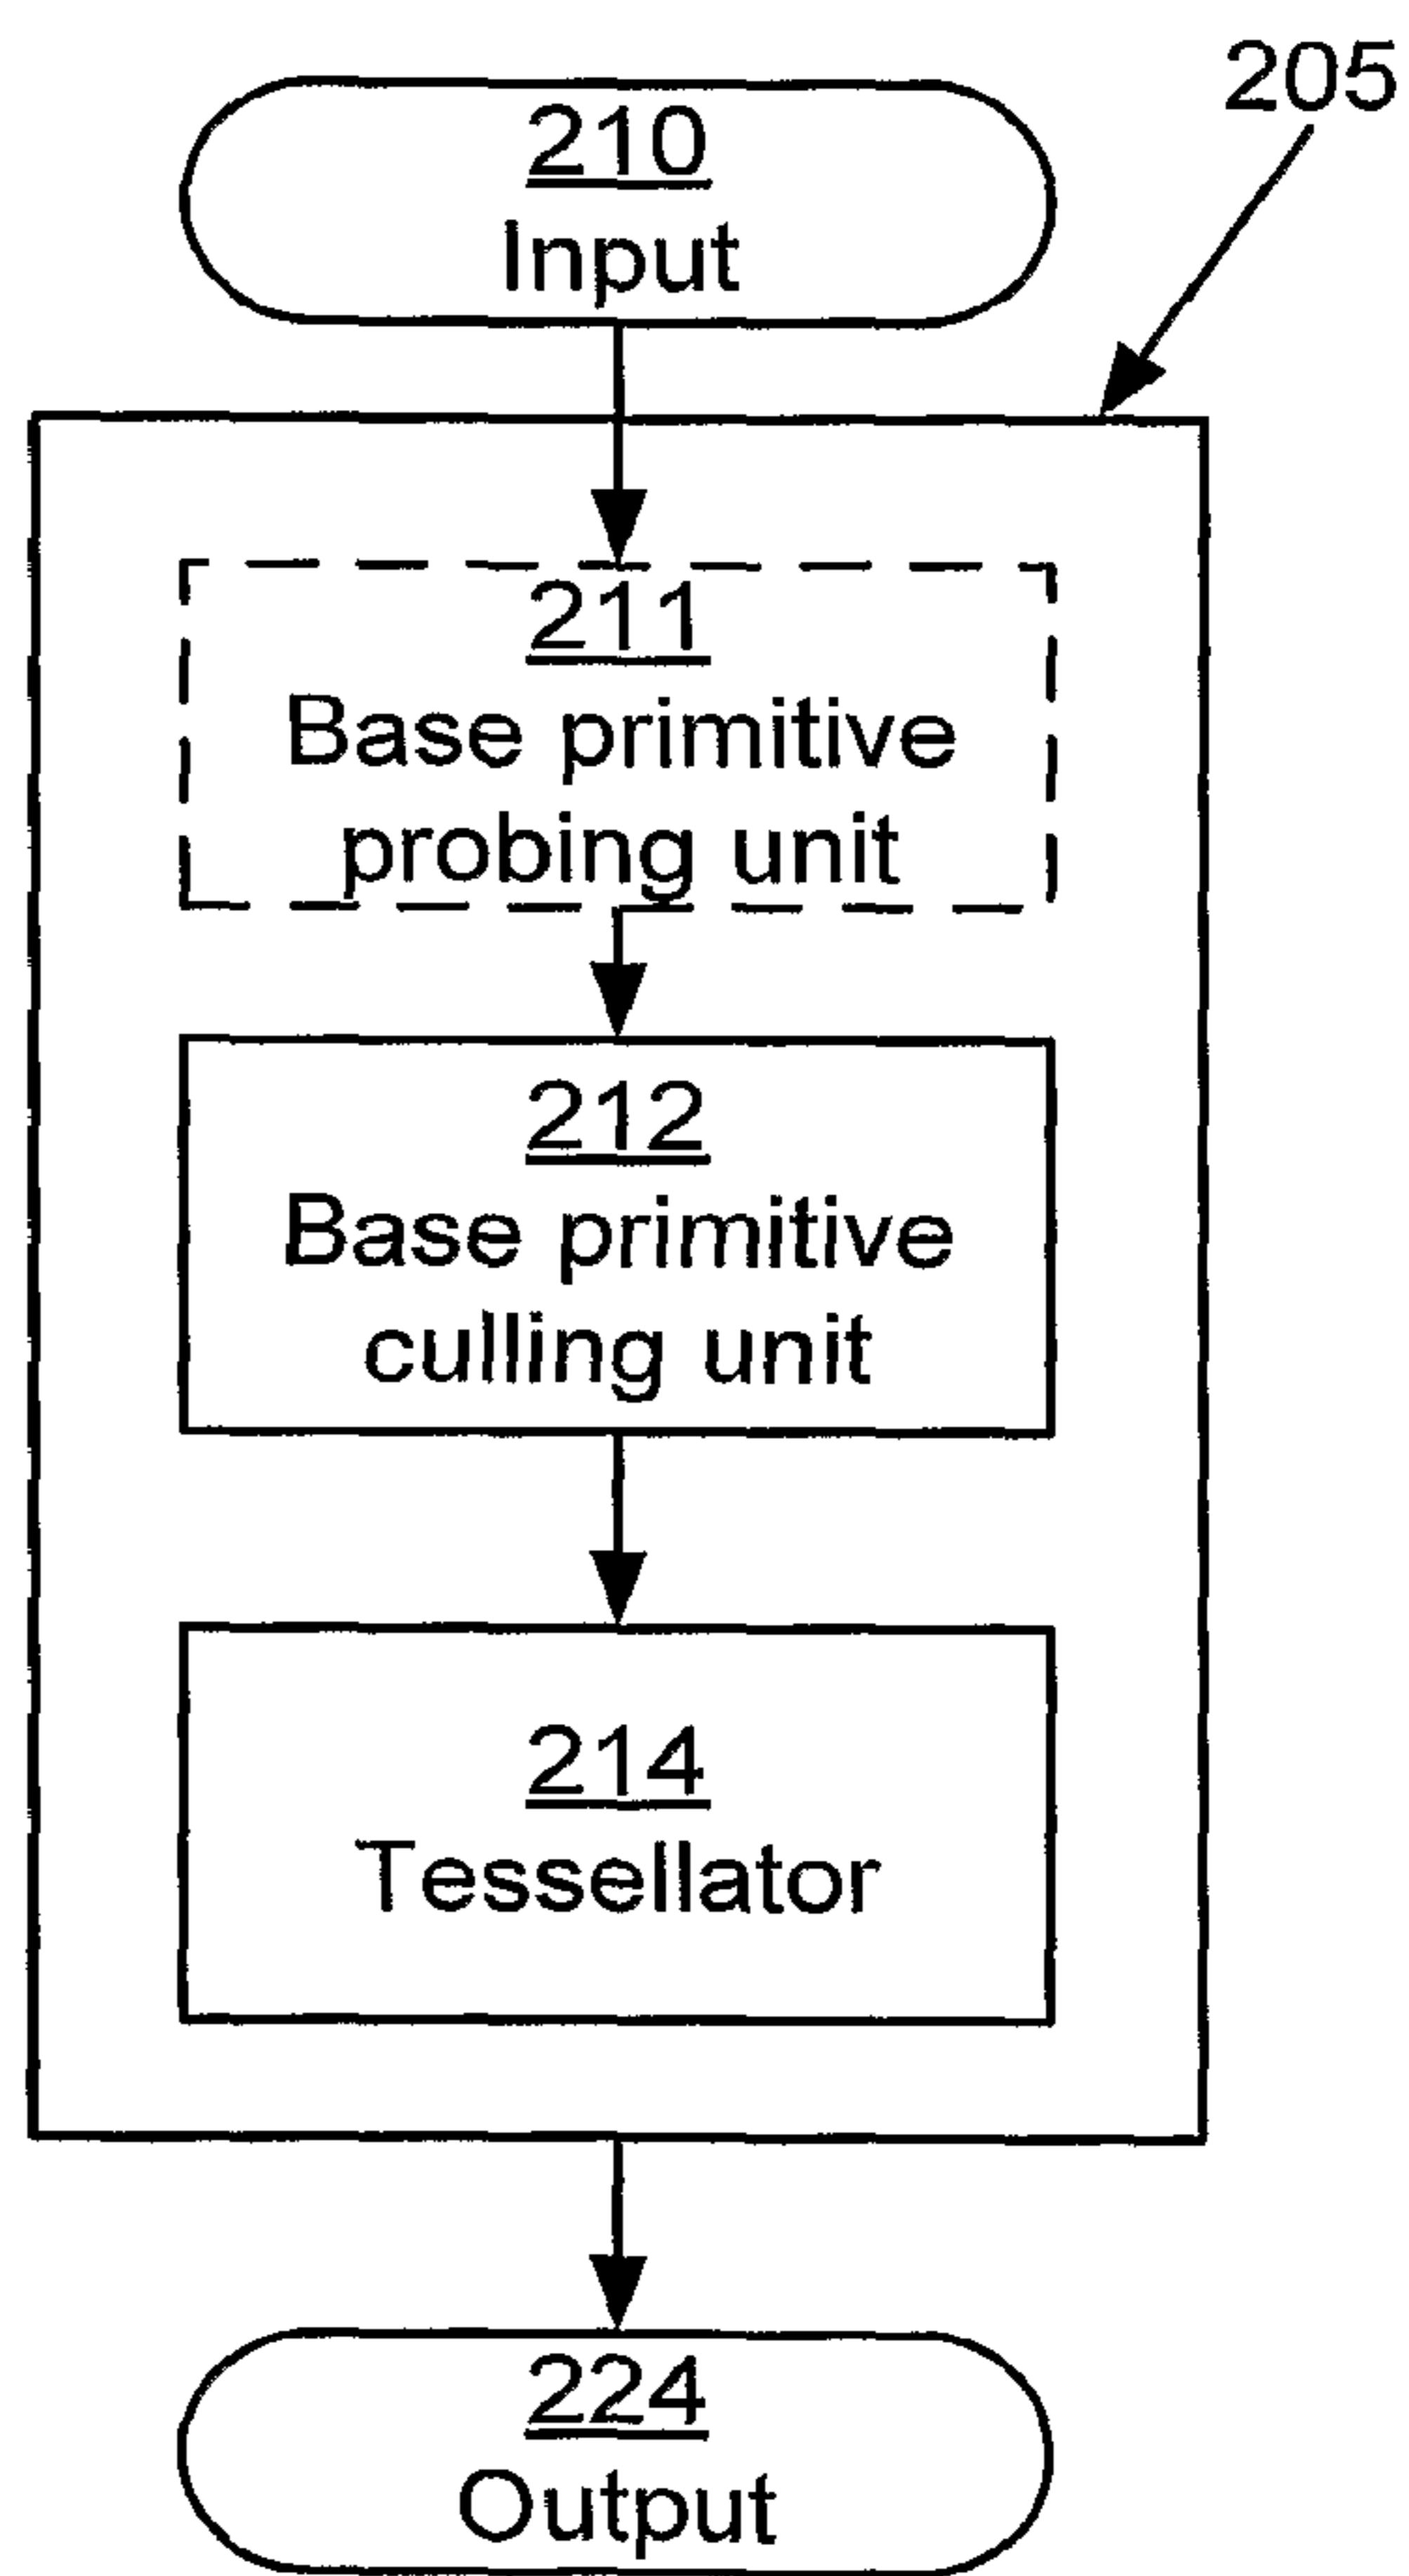 205
210
Input
211
Base primitive
probing unit
212
Base primitive
culling unit
214
Tessellator
224
Output